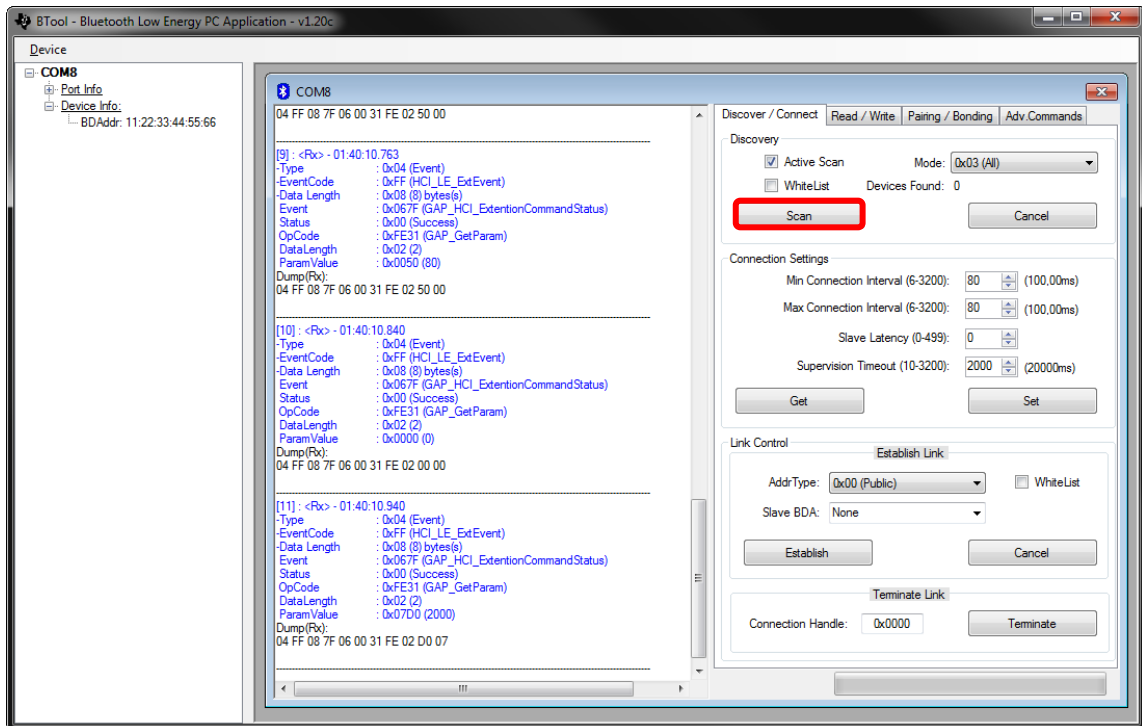 BTool - Bluetooth Low Energy PC Application - v1.20c
Device
COM8
Port Info
Device Info:
BDAddr: 11:22:33:44:55:66
COM8
04 FF 08 7F 06 00 31 FE 02 50 00
[9] : <Rx> - 01:40:10.763
-Type : 0x04 (Event)
-EventCode : 0xFF (HCI_LE_ExtEvent)
-Data Length : 0x08 (8) bytes(s)
Event : 0x067F (GAP_HCI_ExtentionCommandStatus)
Status : 0x00 (Success)
OpCode : 0xFE31 (GAP_GetParam)
DataLength : 0x02 (2)
ParamValue : 0x0050 (80)
Dump(Rx):
04 FF 08 7F 06 00 31 FE 02 50 00
[10] : <Rx> - 01:40:10.840
-Type : 0x04 (Event)
-EventCode : 0xFF (HCI_LE_ExtEvent)
-Data Length : 0x08 (8) bytes(s)
Event : 0x067F (GAP_HCI_ExtentionCommandStatus)
Status : 0x00 (Success)
OpCode : 0xFE31 (GAP_GetParam)
DataLength : 0x02 (2)
ParamValue : 0x0000 (0)
Dump(Rx):
04 FF 08 7F 06 00 31 FE 02 00 00
[11] : <Rx> - 01:40:10.940
-Type : 0x04 (Event)
-EventCode : 0xFF (HCI_LE_ExtEvent)
-Data Length : 0x08 (8) bytes(s)
Event : 0x067F (GAP_HCI_ExtentionCommandStatus)
Status : 0x00 (Success)
OpCode : 0xFE31 (GAP_GetParam)
DataLength : 0x02 (2)
ParamValue : 0x07D0 (2000)
Dump(Rx):
04 FF 08 7F 06 00 31 FE 02 D0 07
Discover / Connect Read / Write Pairing / Bonding Adv.Commands
Discovery
Active Scan Mode: 0x03 (All)
WhiteList Devices Found: 0
Scan Cancel
Connection Settings
Min Connection Interval (6-3200): 80 (100,00ms)
Max Connection Interval (6-3200): 80 (100,00ms)
Slave Latency (0-499): 0
Supervision Timeout (10-3200): 2000 (20000ms)
Get Set
Link Control
Establish Link
AddrType: 0x00 (Public) WhiteList
Slave BDA: None
Establish Cancel
Terminate Link
Connection Handle: 0x0000 Terminate